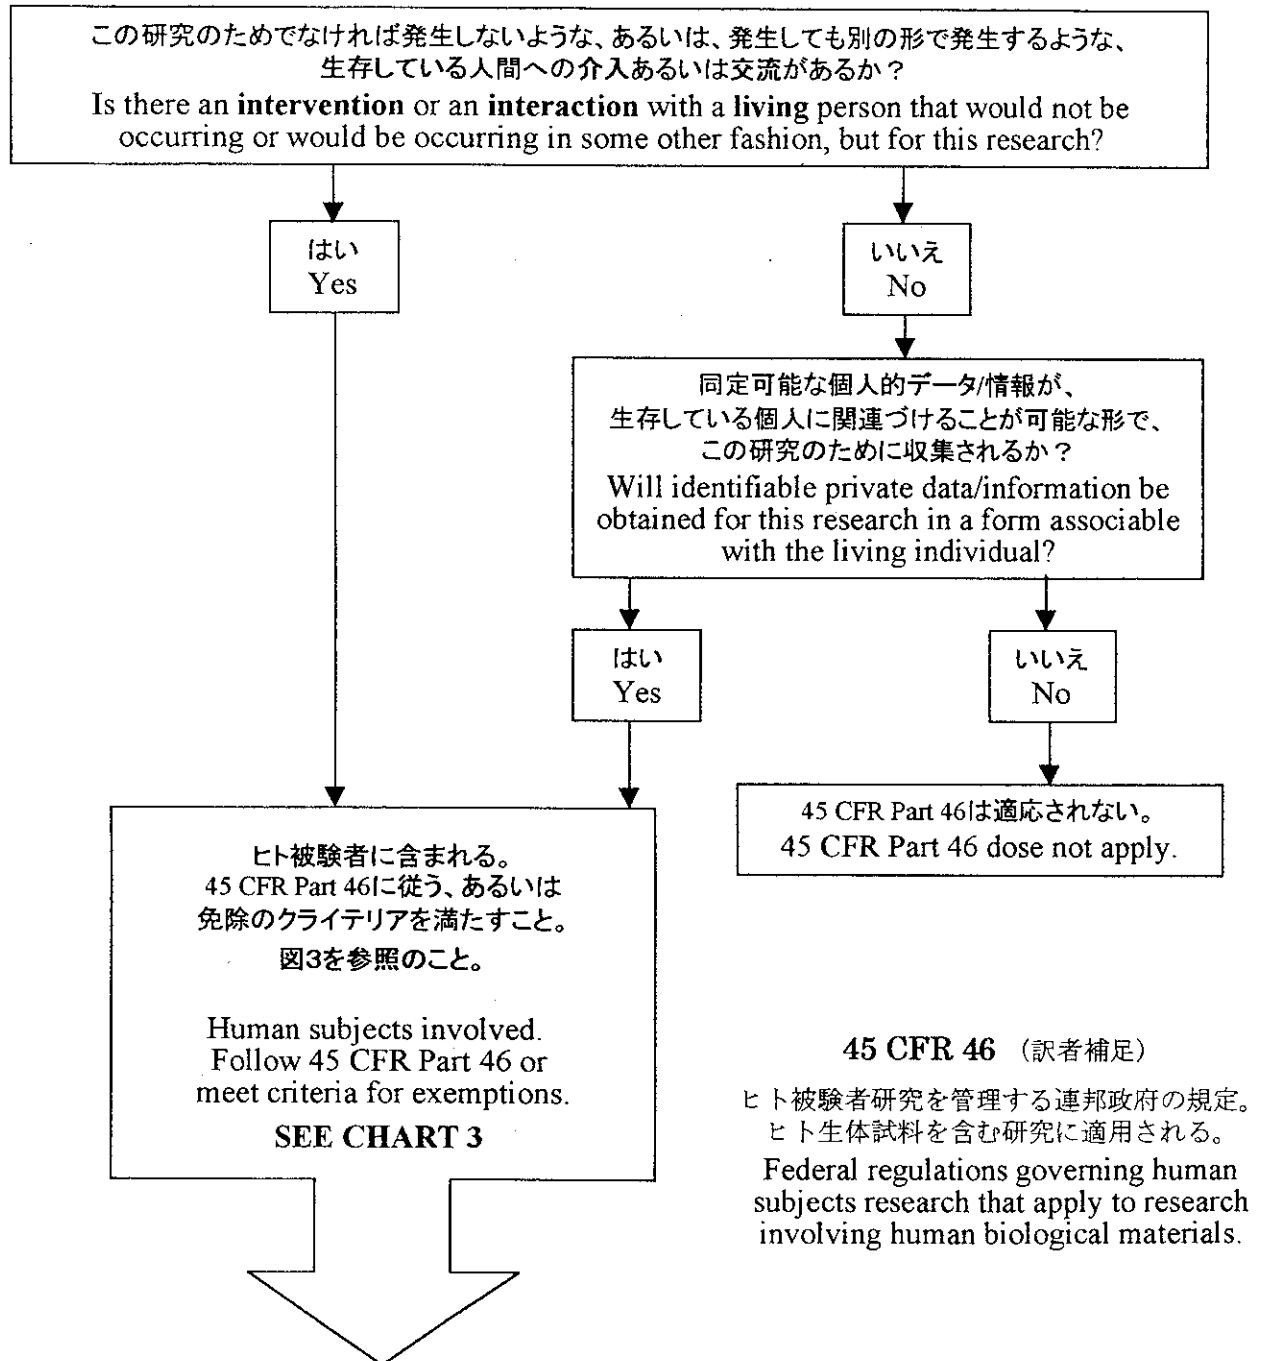 この研究のためでなければ発生しないような、あるいは、発生しても別の形で発生するような、
生存している人間への介入あるいは交流があるか？
Is there an intervention or an interaction with a living person that would not be
occurring or would be occurring in some other fashion, but for this research?
はい
Yes
いいえ
No
同定可能な個人的データ/情報が、
生存している個人に関連づけることが可能な形で、
この研究のために収集されるか？
Will identifiable private data/information be
obtained for this research in a form associable
with the living individual?
はい
Yes
いいえ
No
ヒト被験者に含まれる。
45 CFR Part 46に従う、あるいは
免除のクライテリアを満たすこと。
図3を参照のこと。
Human subjects involved.
Follow 45 CFR Part 46 or
meet criteria for exemptions.
SEE CHART 3
45 CFR Part 46は適応されない。
45 CFR Part 46 dose not apply.
45 CFR 46 （訳者補足）
ヒト被験者研究を管理する連邦政府の規定。
ヒト生体試料を含む研究に適用される。
Federal regulations governing human
subjects research that apply to research
involving human biological materials.